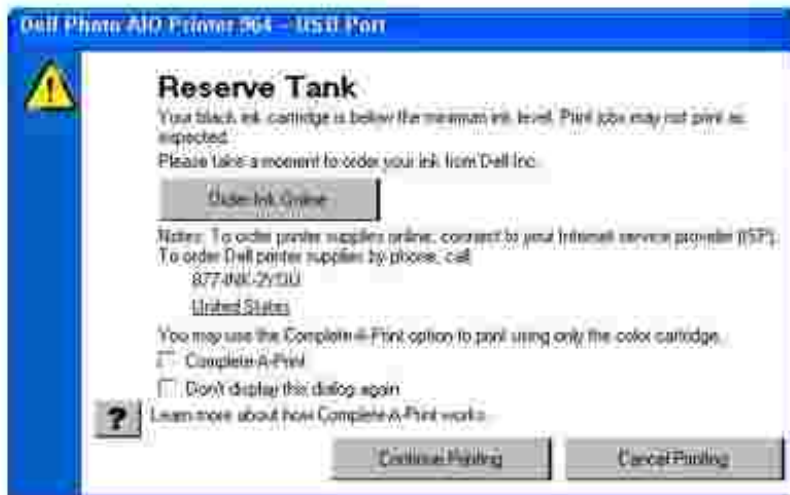 Dell Photo AIO Printer 964 - USB Port
Reserve Tank
Your black ink cartridge is below the minimum ink level. Print jobs may not print as
expected.
Please take a moment to order your ink from Dell Inc.
Order Ink Online
Notes: To order printer supplies online, connect to your Internet service provider (ISP).
To order Dell printer supplies by phone, call
877-INK-2YOU
United States
You may use the Complete-A-Print option to print using only the color cartridge.
Complete-A-Print
Don't display this dialog again
? Learn more about how Complete-A-Print works.
Continue Printing
Cancel Printing